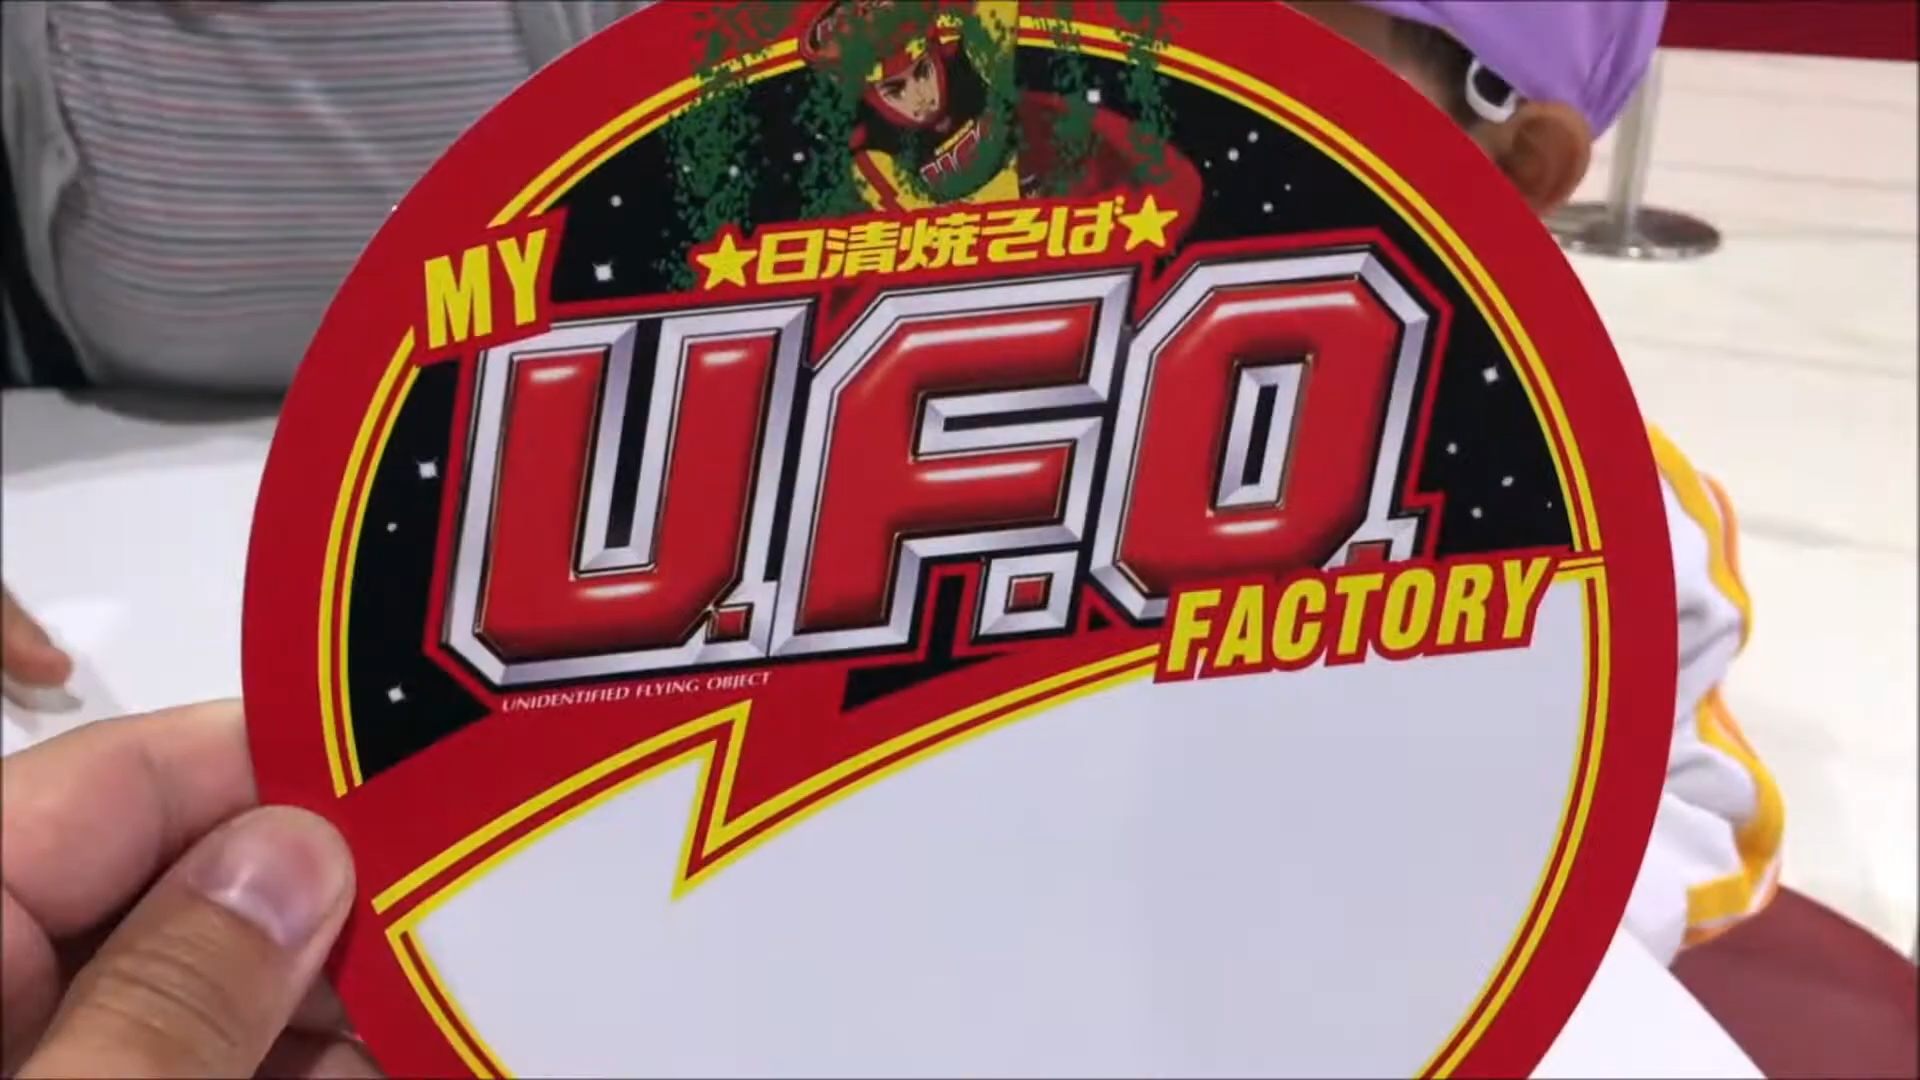 MY
★日清焼そば★
U.F.O.
FACTORY
UNIDENTIFIED FLYING OBJECT